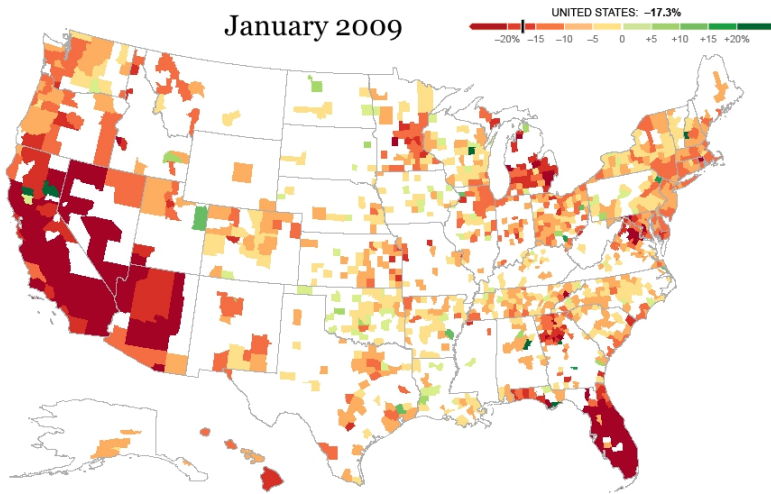 January 2009
UNITED STATES: –17.3%
–20% –15 –10 –5 0 +5 +10 +15 +20%